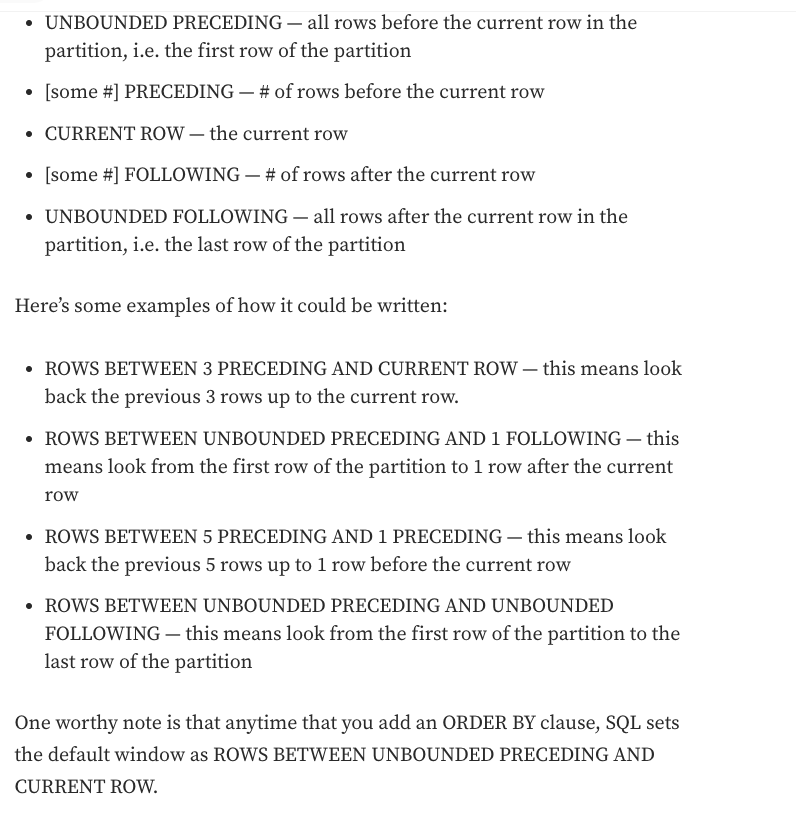 • UNBOUNDED PRECEDING — all rows before the current row in the
partition, i.e. the first row of the partition
• [some #] PRECEDING — # of rows before the current row
• CURRENT ROW — the current row
• [some #] FOLLOWING — # of rows after the current row
• UNBOUNDED FOLLOWING — all rows after the current row in the
partition, i.e. the last row of the partition
Here’s some examples of how it could be written:
• ROWS BETWEEN 3 PRECEDING AND CURRENT ROW — this means look
back the previous 3 rows up to the current row.
• ROWS BETWEEN UNBOUNDED PRECEDING AND 1 FOLLOWING — this
means look from the first row of the partition to 1 row after the current
row
• ROWS BETWEEN 5 PRECEDING AND 1 PRECEDING — this means look
back the previous 5 rows up to 1 row before the current row
• ROWS BETWEEN UNBOUNDED PRECEDING AND UNBOUNDED
FOLLOWING — this means look from the first row of the partition to the
last row of the partition
One worthy note is that anytime that you add an ORDER BY clause, SQL sets
the default window as ROWS BETWEEN UNBOUNDED PRECEDING AND
CURRENT ROW.